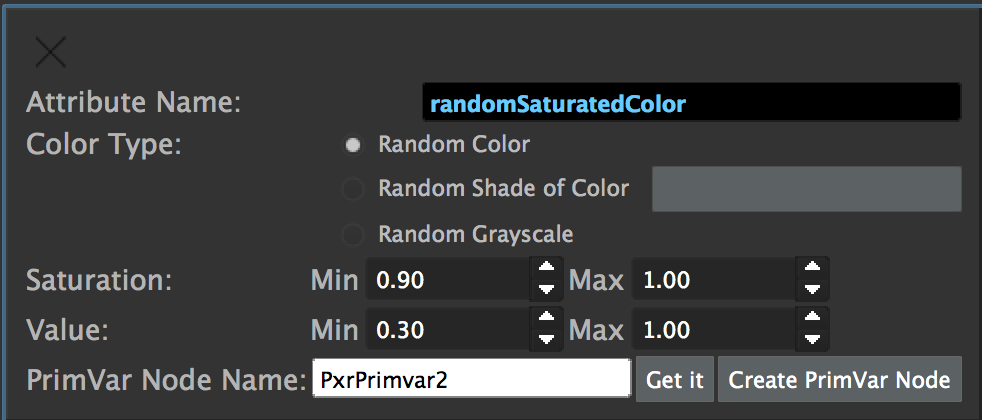 Attribute Name: randomSaturatedColor
Color Type: Random Color
Random Shade of Color
Random Grayscale
Saturation: Min 0.90 Max 1.00
Value: Min 0.30 Max 1.00
PrimVar Node Name: PxrPrimvar2 Get it Create PrimVar Node